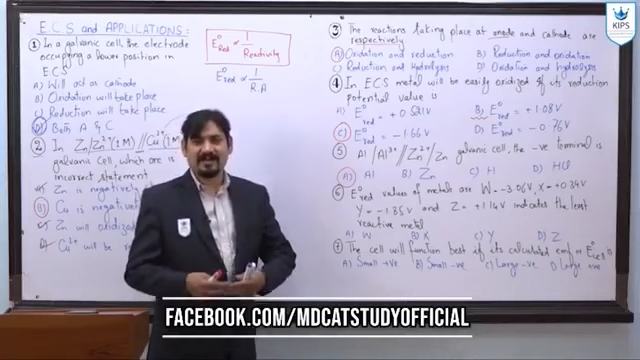 E.C.S and APPLICATIONS:
① In a galvanic cell, the electrode
occupying a lower position in
E.C.S
A) Will act as cathode
B) Oxidation will take place
C) Reduction will take place
D) Both A & C
② In Zn/Zn²⁺(1M)//Cu²⁺(1M)
galvanic cell, which one is
incorrect statement
A) Zn is negatively
B) Cu is negative
C) Zn will oxidized
D) Cu²⁺ will be
E°Red ∝ 1/Reactivity
E°red ∝ 1/R.A
③ The reactions taking place at anode and cathode are
respectively
A) Oxidation and reduction B) Reduction and oxidation
C) Reduction and Hydrolysis D) Oxidation and hydrolysis
④ In ECS metal will be easily oxidized if its reduction
potential value is
A) E°red = +0.521V B) E°red = +1.08V
C) E°red = -1.66V D) E°red = -0.76V
⑤ Al/Al³⁺//Zn²⁺/Zn galvanic cell, the -ve terminal is
A) Al B) Zn C) H D) HCl
⑥ E°red values of metals are W = -3.06V, X = +0.34V
Y = -1.85V and Z = +1.14V indicates the least
reactive metal
A) W B) X C) Y D) Z
⑦ The cell will function best if its calculated emf or E°cell is
A) Small +ve B) Small -ve C) Large -ve D) Large +ve
KIPS
FACEBOOK.COM/MDCATSTUDYOFFICIAL